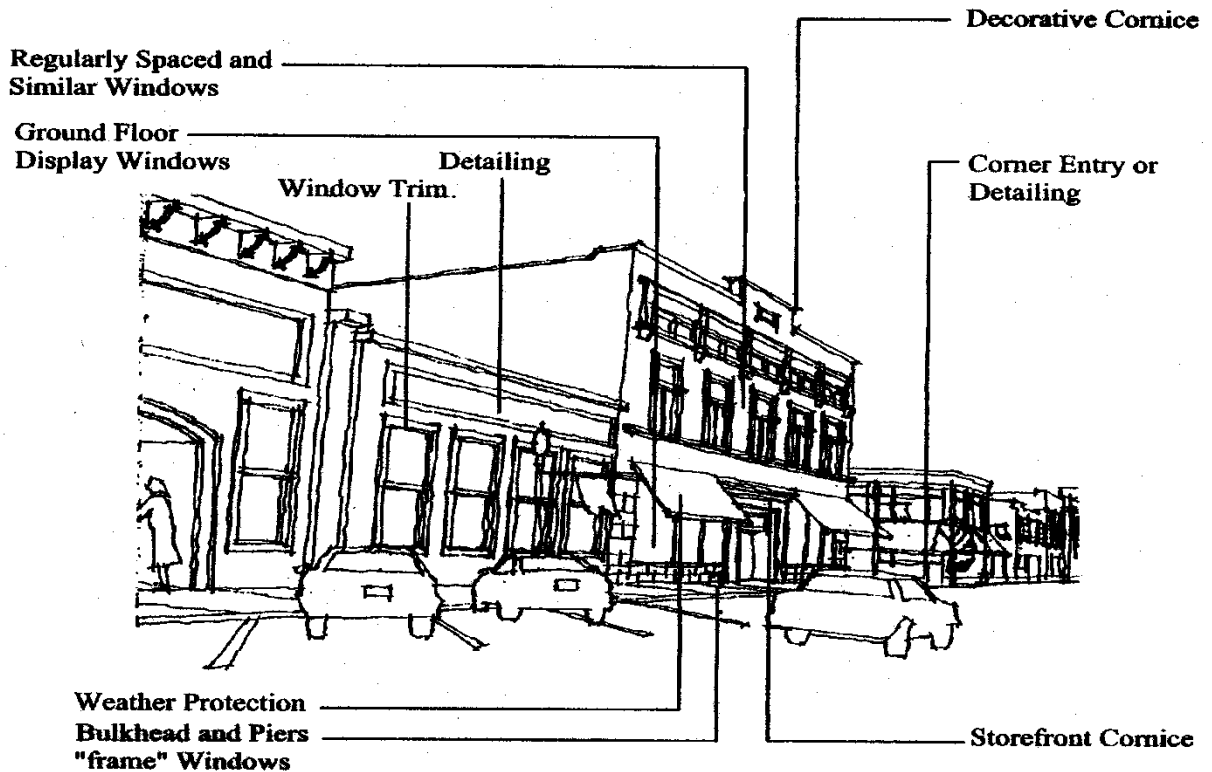 Decorative Cornice
Regularly Spaced and
Similar Windows
Ground Floor
Display Windows
Detailing
Window Trim.
Corner Entry or
Detailing
Weather Protection
Bulkhead and Piers
"frame" Windows
Storefront Cornice